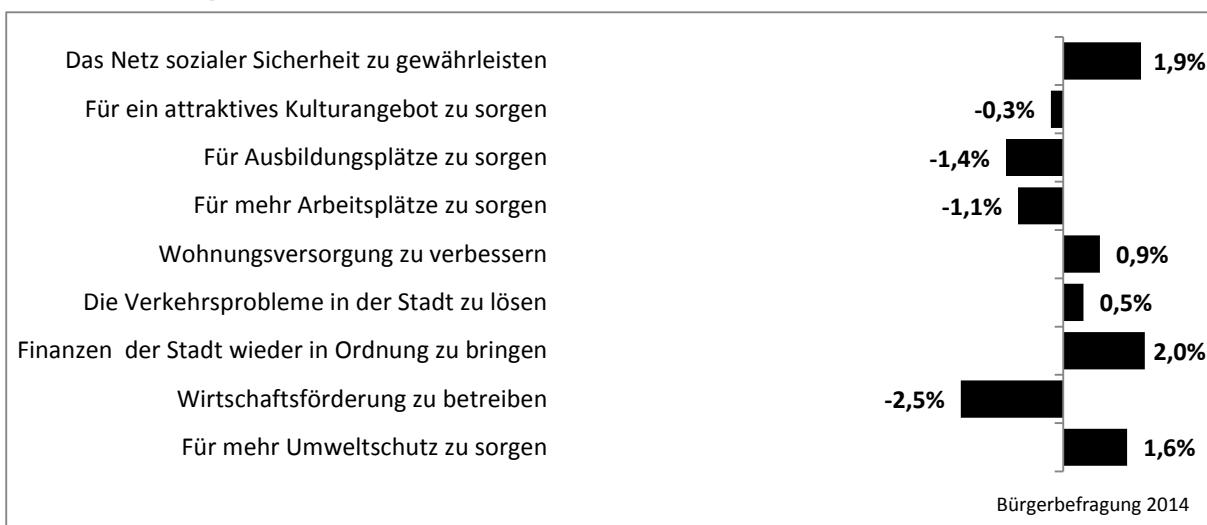 Das Netz sozialer Sicherheit zu gewährleisten 1,9%
Für ein attraktives Kulturangebot zu sorgen -0,3%
Für Ausbildungsplätze zu sorgen -1,4%
Für mehr Arbeitsplätze zu sorgen -1,1%
Wohnungsversorgung zu verbessern 0,9%
Die Verkehrsprobleme in der Stadt zu lösen 0,5%
Finanzen  der Stadt wieder in Ordnung zu bringen 2,0%
Wirtschaftsförderung zu betreiben -2,5%
Für mehr Umweltschutz zu sorgen 1,6%
Bürgerbefragung 2014